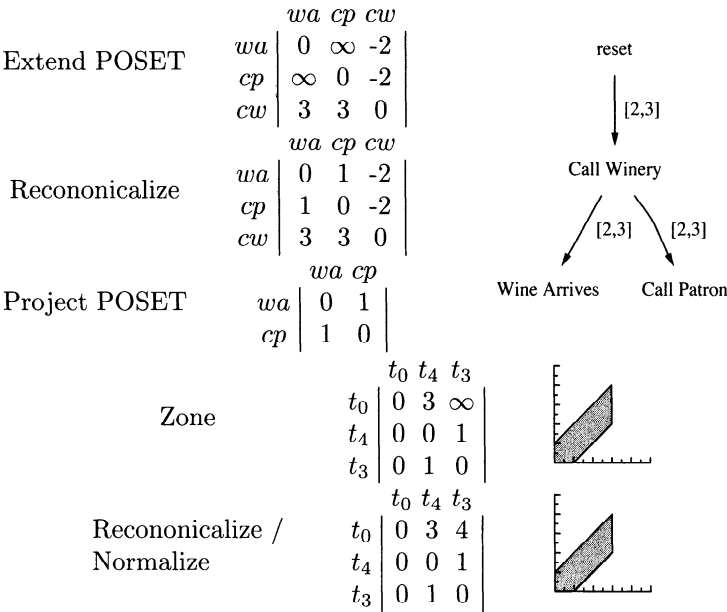 wa cp cw
Extend POSET
wa 0 ∞ -2
cp ∞ 0 -2
cw 3 3 0
reset
[2,3]
Call Winery
[2,3] [2,3]
Wine Arrives Call Patron
wa cp cw
Recononicalize
wa 0 1 -2
cp 1 0 -2
cw 3 3 0
wa cp
Project POSET
wa 0 1
cp 1 0
t0 t4 t3
Zone
t0 0 3 ∞
t4 0 0 1
t3 0 1 0
t0 t4 t3
Recononicalize /
Normalize
t0 0 3 4
t4 0 0 1
t3 0 1 0